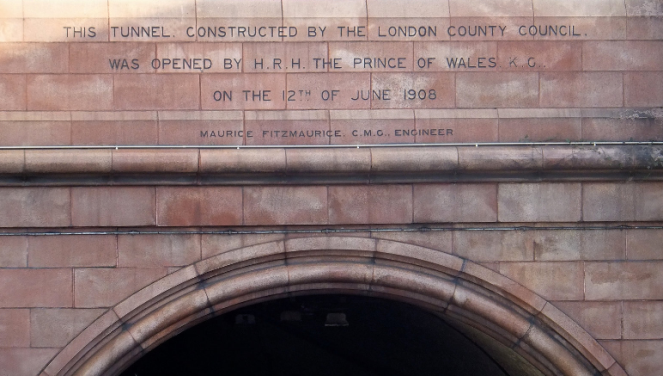 THIS TUNNEL, CONSTRUCTED BY THE LONDON COUNTY COUNCIL,
WAS OPENED BY H.R.H. THE PRINCE OF WALES K.G.,
ON THE 12TH OF JUNE 1908
MAURICE FITZMAURICE, C.M.G., ENGINEER